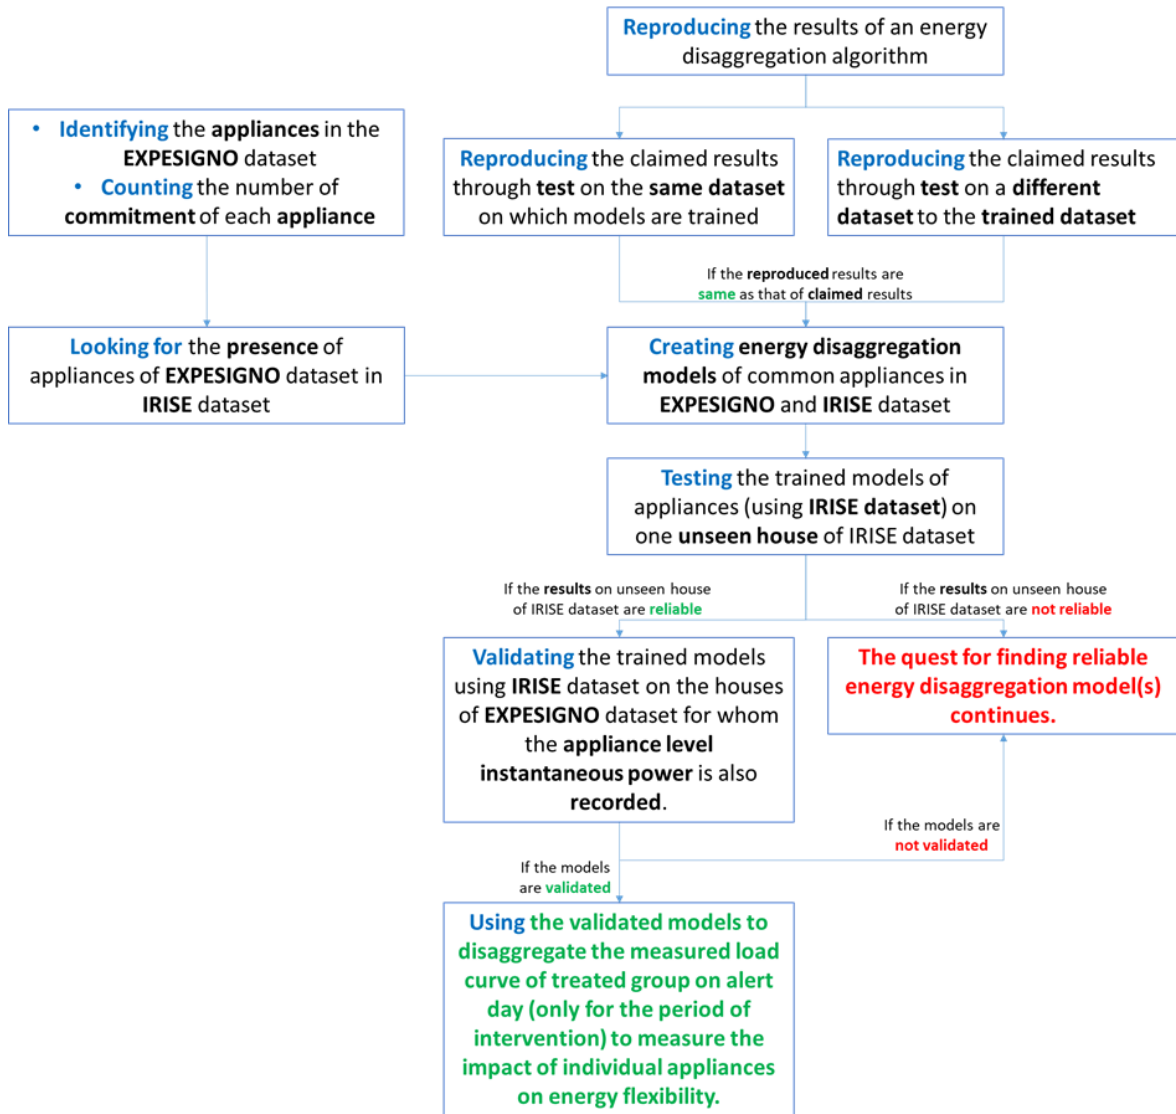 Reproducing the results of an energy
disaggregation algorithm
• Identifying the appliances in the
EXPESIGNO dataset
• Counting the number of
commitment of each appliance
Reproducing the claimed results
through test on the same dataset
on which models are trained
Reproducing the claimed results
through test on a different
dataset to the trained dataset
If the reproduced results are
same as that of claimed results
Looking for the presence of
appliances of EXPESIGNO dataset in
IRISE dataset
Creating energy disaggregation
models of common appliances in
EXPESIGNO and IRISE dataset
Testing the trained models of
appliances (using IRISE dataset) on
one unseen house of IRISE dataset
If the results on unseen house
of IRISE dataset are reliable
If the results on unseen house
of IRISE dataset are not reliable
Validating the trained models
using IRISE dataset on the houses
of EXPESIGNO dataset for whom
the appliance level
instantaneous power is also
recorded.
The quest for finding reliable
energy disaggregation model(s)
continues.
If the models are
not validated
If the models
are validated
Using the validated models to
disaggregate the measured load
curve of treated group on alert
day (only for the period of
intervention) to measure the
impact of individual appliances
on energy flexibility.